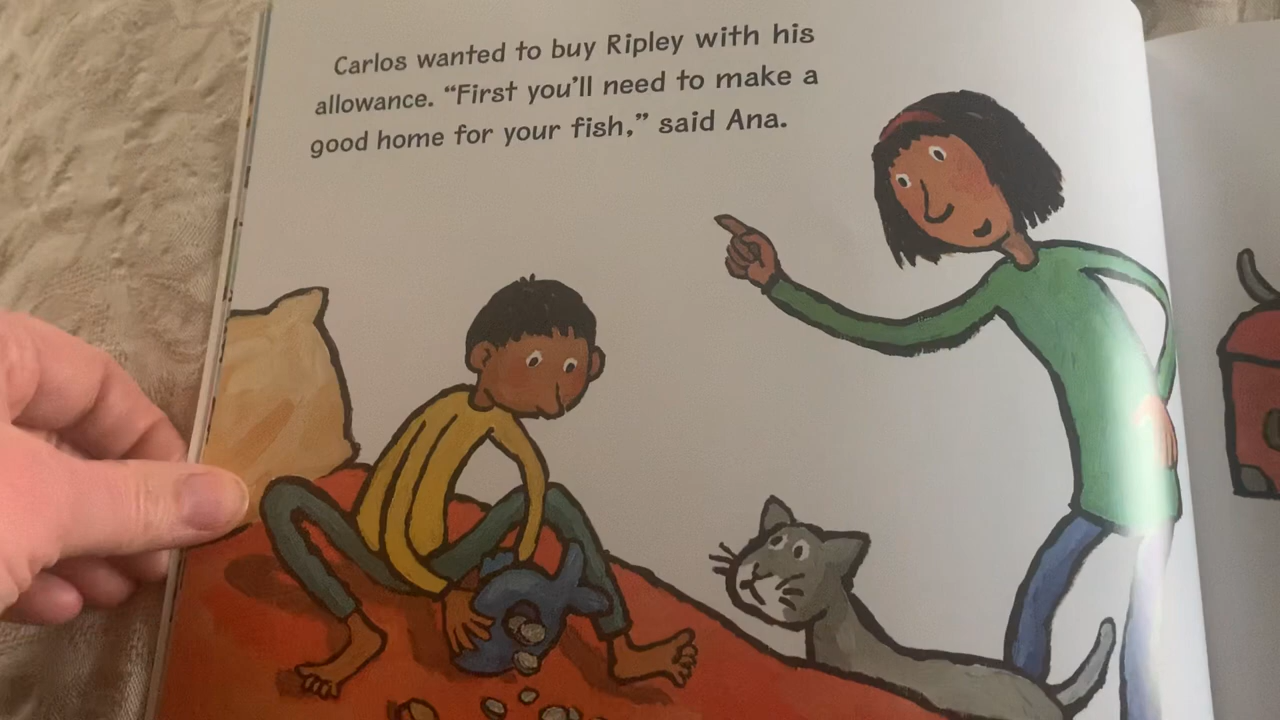 Carlos wanted to buy Ripley with his
allowance. “First you’ll need to make a
good home for your fish,” said Ana.